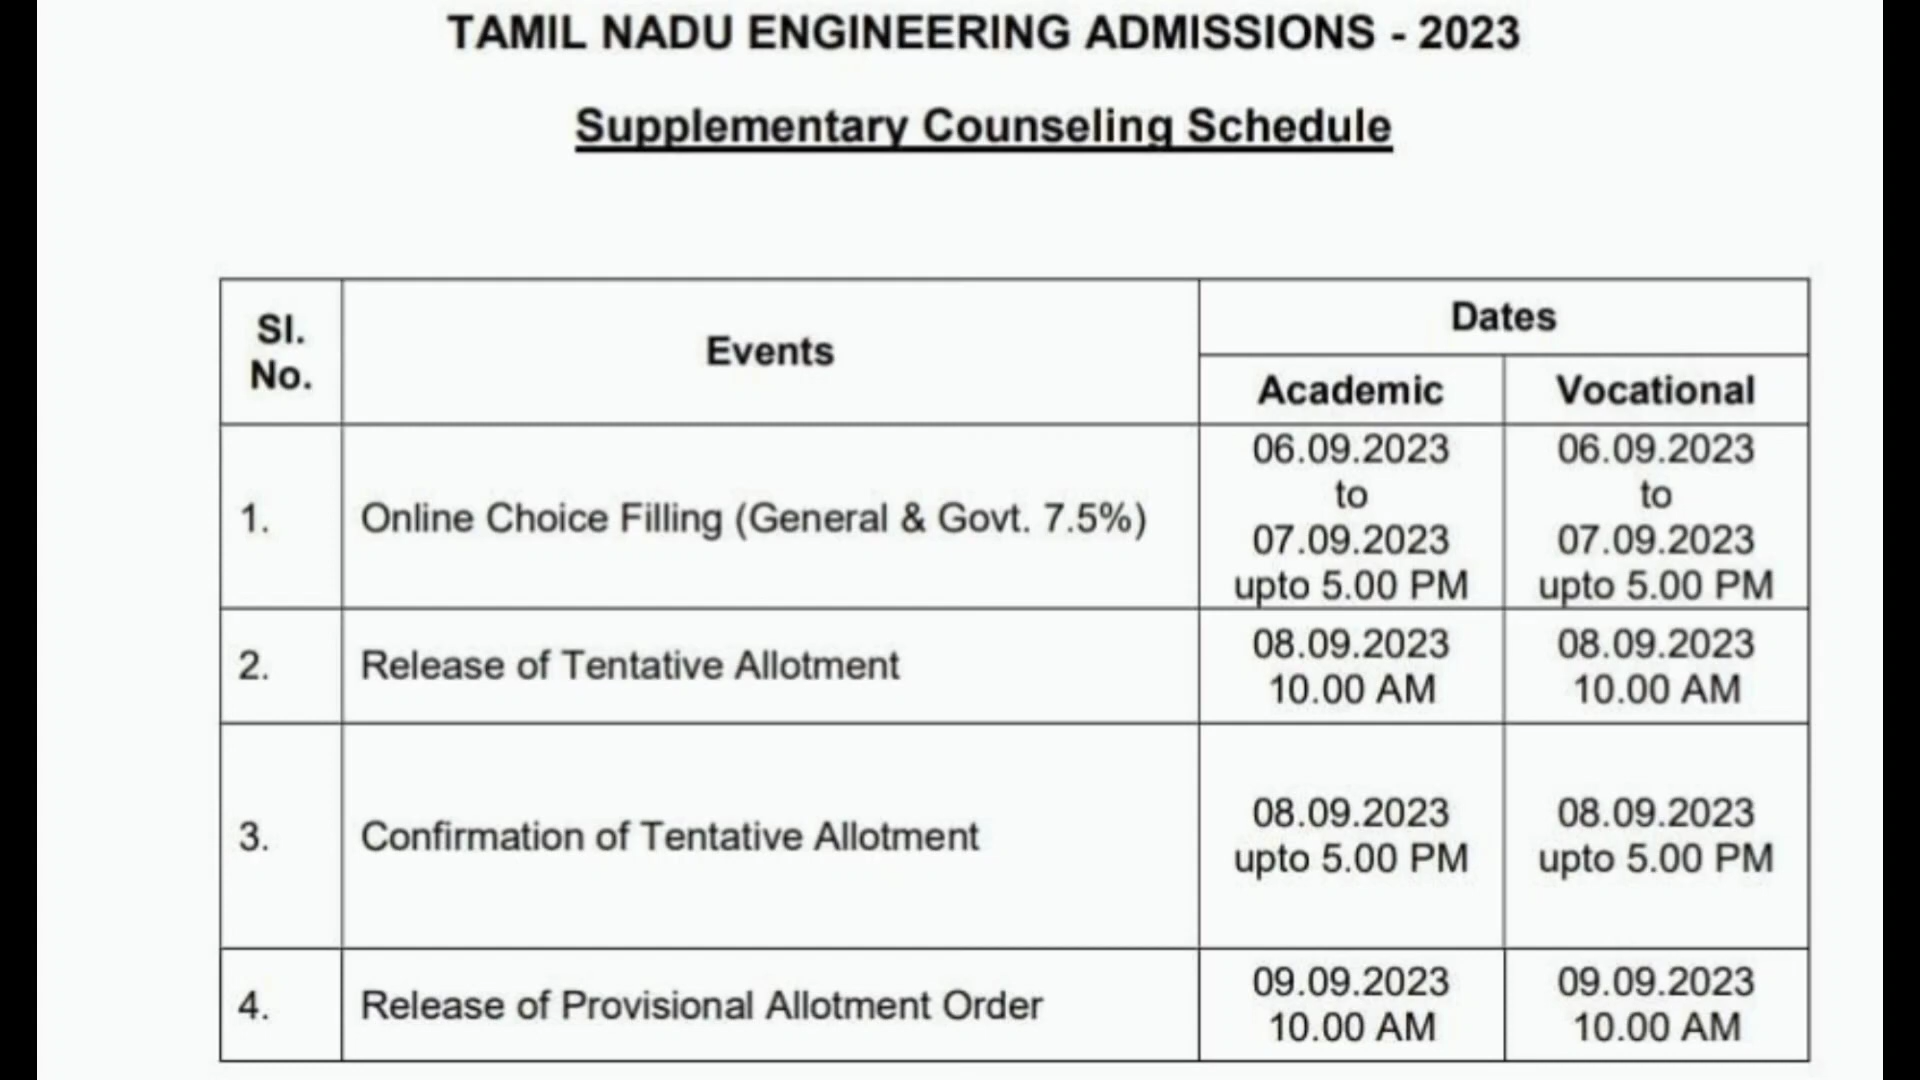 TAMIL NADU ENGINEERING ADMISSIONS - 2023
Supplementary Counseling Schedule
Sl.
No.
Events
Dates
Academic
Vocational
1.
Online Choice Filling (General & Govt. 7.5%)
06.09.2023
to
07.09.2023
upto 5.00 PM
06.09.2023
to
07.09.2023
upto 5.00 PM
2.
Release of Tentative Allotment
08.09.2023
10.00 AM
08.09.2023
10.00 AM
3.
Confirmation of Tentative Allotment
08.09.2023
upto 5.00 PM
08.09.2023
upto 5.00 PM
4.
Release of Provisional Allotment Order
09.09.2023
10.00 AM
09.09.2023
10.00 AM